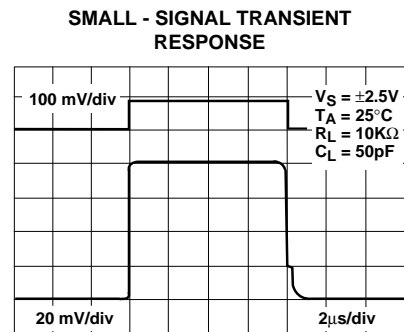 SMALL - SIGNAL TRANSIENT
RESPONSE
100 mV/div
VS = ±2.5V
TA = 25°C
RL = 10KΩ
CL = 50pF
20 mV/div
2μs/div